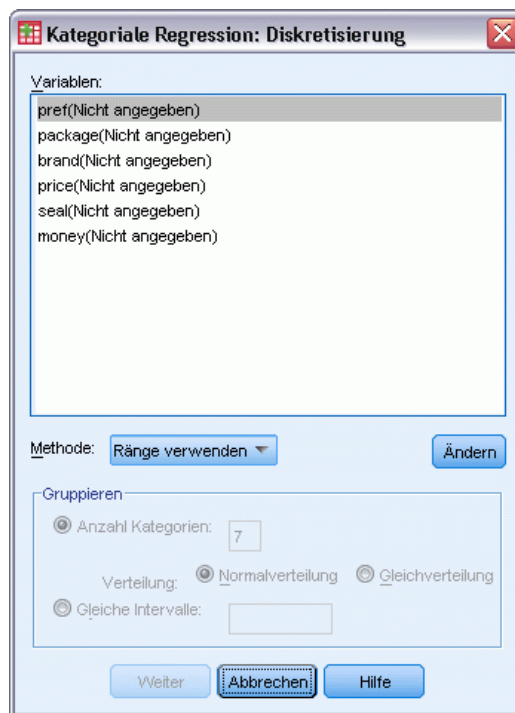 Kategoriale Regression: Diskretisierung
Variablen:
pref(Nicht angegeben)
package(Nicht angegeben)
brand(Nicht angegeben)
price(Nicht angegeben)
seal(Nicht angegeben)
money(Nicht angegeben)
Methode: Ränge verwenden Ändern
Gruppieren
Anzahl Kategorien: 7
Verteilung: Normalverteilung Gleichverteilung
Gleiche Intervalle:
Weiter Abbrechen Hilfe